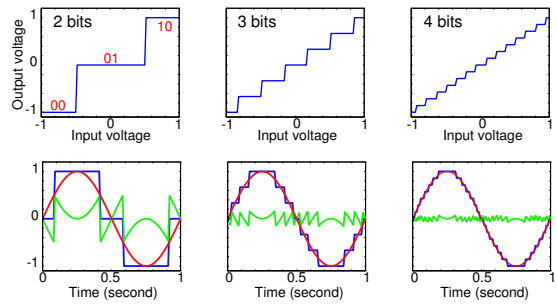 2 bits
3 bits
4 bits
Output voltage
1
0
-1
00
01
10
-1 0 1
-1 0 1
-1 0 1
Input voltage
Input voltage
Input voltage
1
0
-1
0 0.5 1
0 0.5 1
0 0.5 1
Time (second)
Time (second)
Time (second)